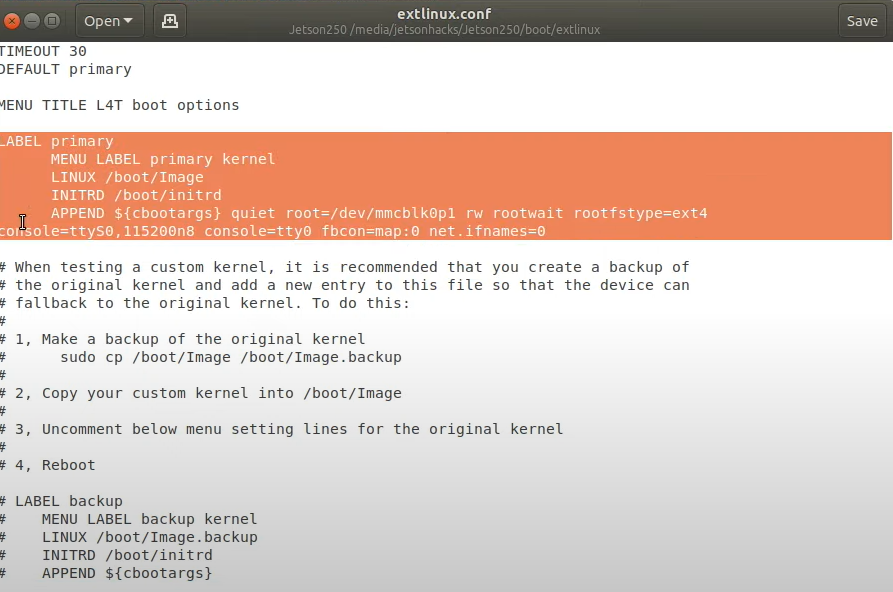 Open
extlinux.conf
Jetson250 /media/jetsonhacks/Jetson250/boot/extlinux
Save
TIMEOUT 30
DEFAULT primary
MENU TITLE L4T boot options
LABEL primary
MENU LABEL primary kernel
LINUX /boot/Image
INITRD /boot/initrd
APPEND ${cbootargs} quiet root=/dev/mmcblk0p1 rw rootwait rootfstype=ext4
console=ttyS0,115200n8 console=tty0 fbcon=map:0 net.ifnames=0
# When testing a custom kernel, it is recommended that you create a backup of
# the original kernel and add a new entry to this file so that the device can
# fallback to the original kernel. To do this:
#
# 1, Make a backup of the original kernel
#      sudo cp /boot/Image /boot/Image.backup
#
# 2, Copy your custom kernel into /boot/Image
#
# 3, Uncomment below menu setting lines for the original kernel
#
# 4, Reboot
# LABEL backup
#    MENU LABEL backup kernel
#    LINUX /boot/Image.backup
#    INITRD /boot/initrd
#    APPEND ${cbootargs}